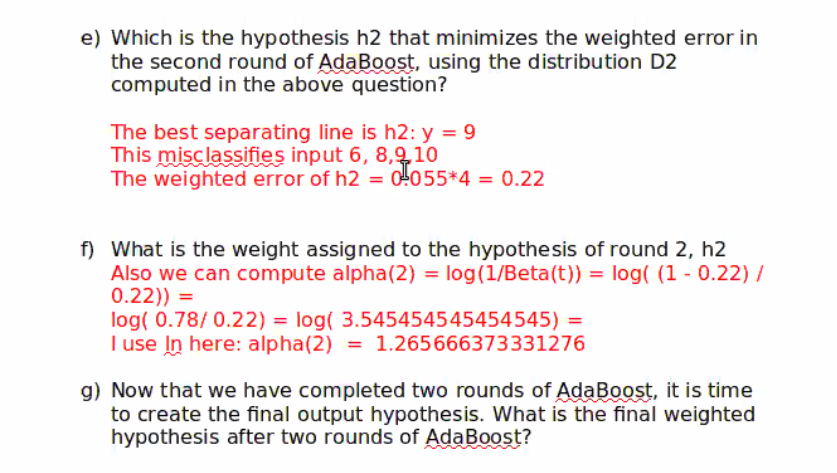 e) Which is the hypothesis h2 that minimizes the weighted error in
the second round of AdaBoost, using the distribution D2
computed in the above question?
The best separating line is h2: y = 9
This misclassifies input 6, 8,9,10
The weighted error of h2 = 0.055*4 = 0.22
f) What is the weight assigned to the hypothesis of round 2, h2
Also we can compute alpha(2) = log(1/Beta(t)) = log( (1 - 0.22) /
0.22)) =
log( 0.78/ 0.22) = log( 3.545454545454545) =
I use ln here: alpha(2) = 1.265666373331276
g) Now that we have completed two rounds of AdaBoost, it is time
to create the final output hypothesis. What is the final weighted
hypothesis after two rounds of AdaBoost?